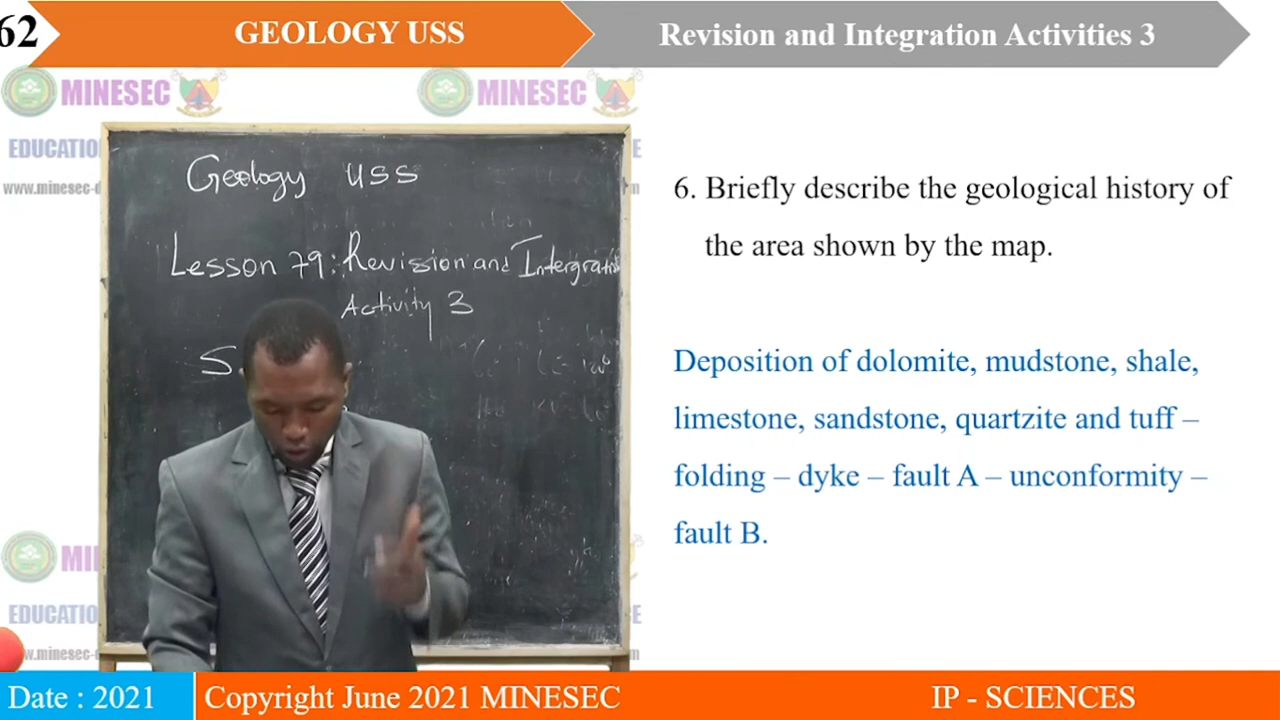 62
GEOLOGY USS
Revision and Integration Activities 3
MINESEC
MINESEC
EDUCATIO
E
www.minesec-d
Geology USS
Lesson 79: Revision and Intergrati
Activity 3
S.
6. Briefly describe the geological history of
the area shown by the map.
Deposition of dolomite, mudstone, shale,
limestone, sandstone, quartzite and tuff –
folding – dyke – fault A – unconformity –
fault B.
MI
EDUCATIO
E
w.minesec-
Date : 2021
Copyright June 2021 MINESEC
IP - SCIENCES